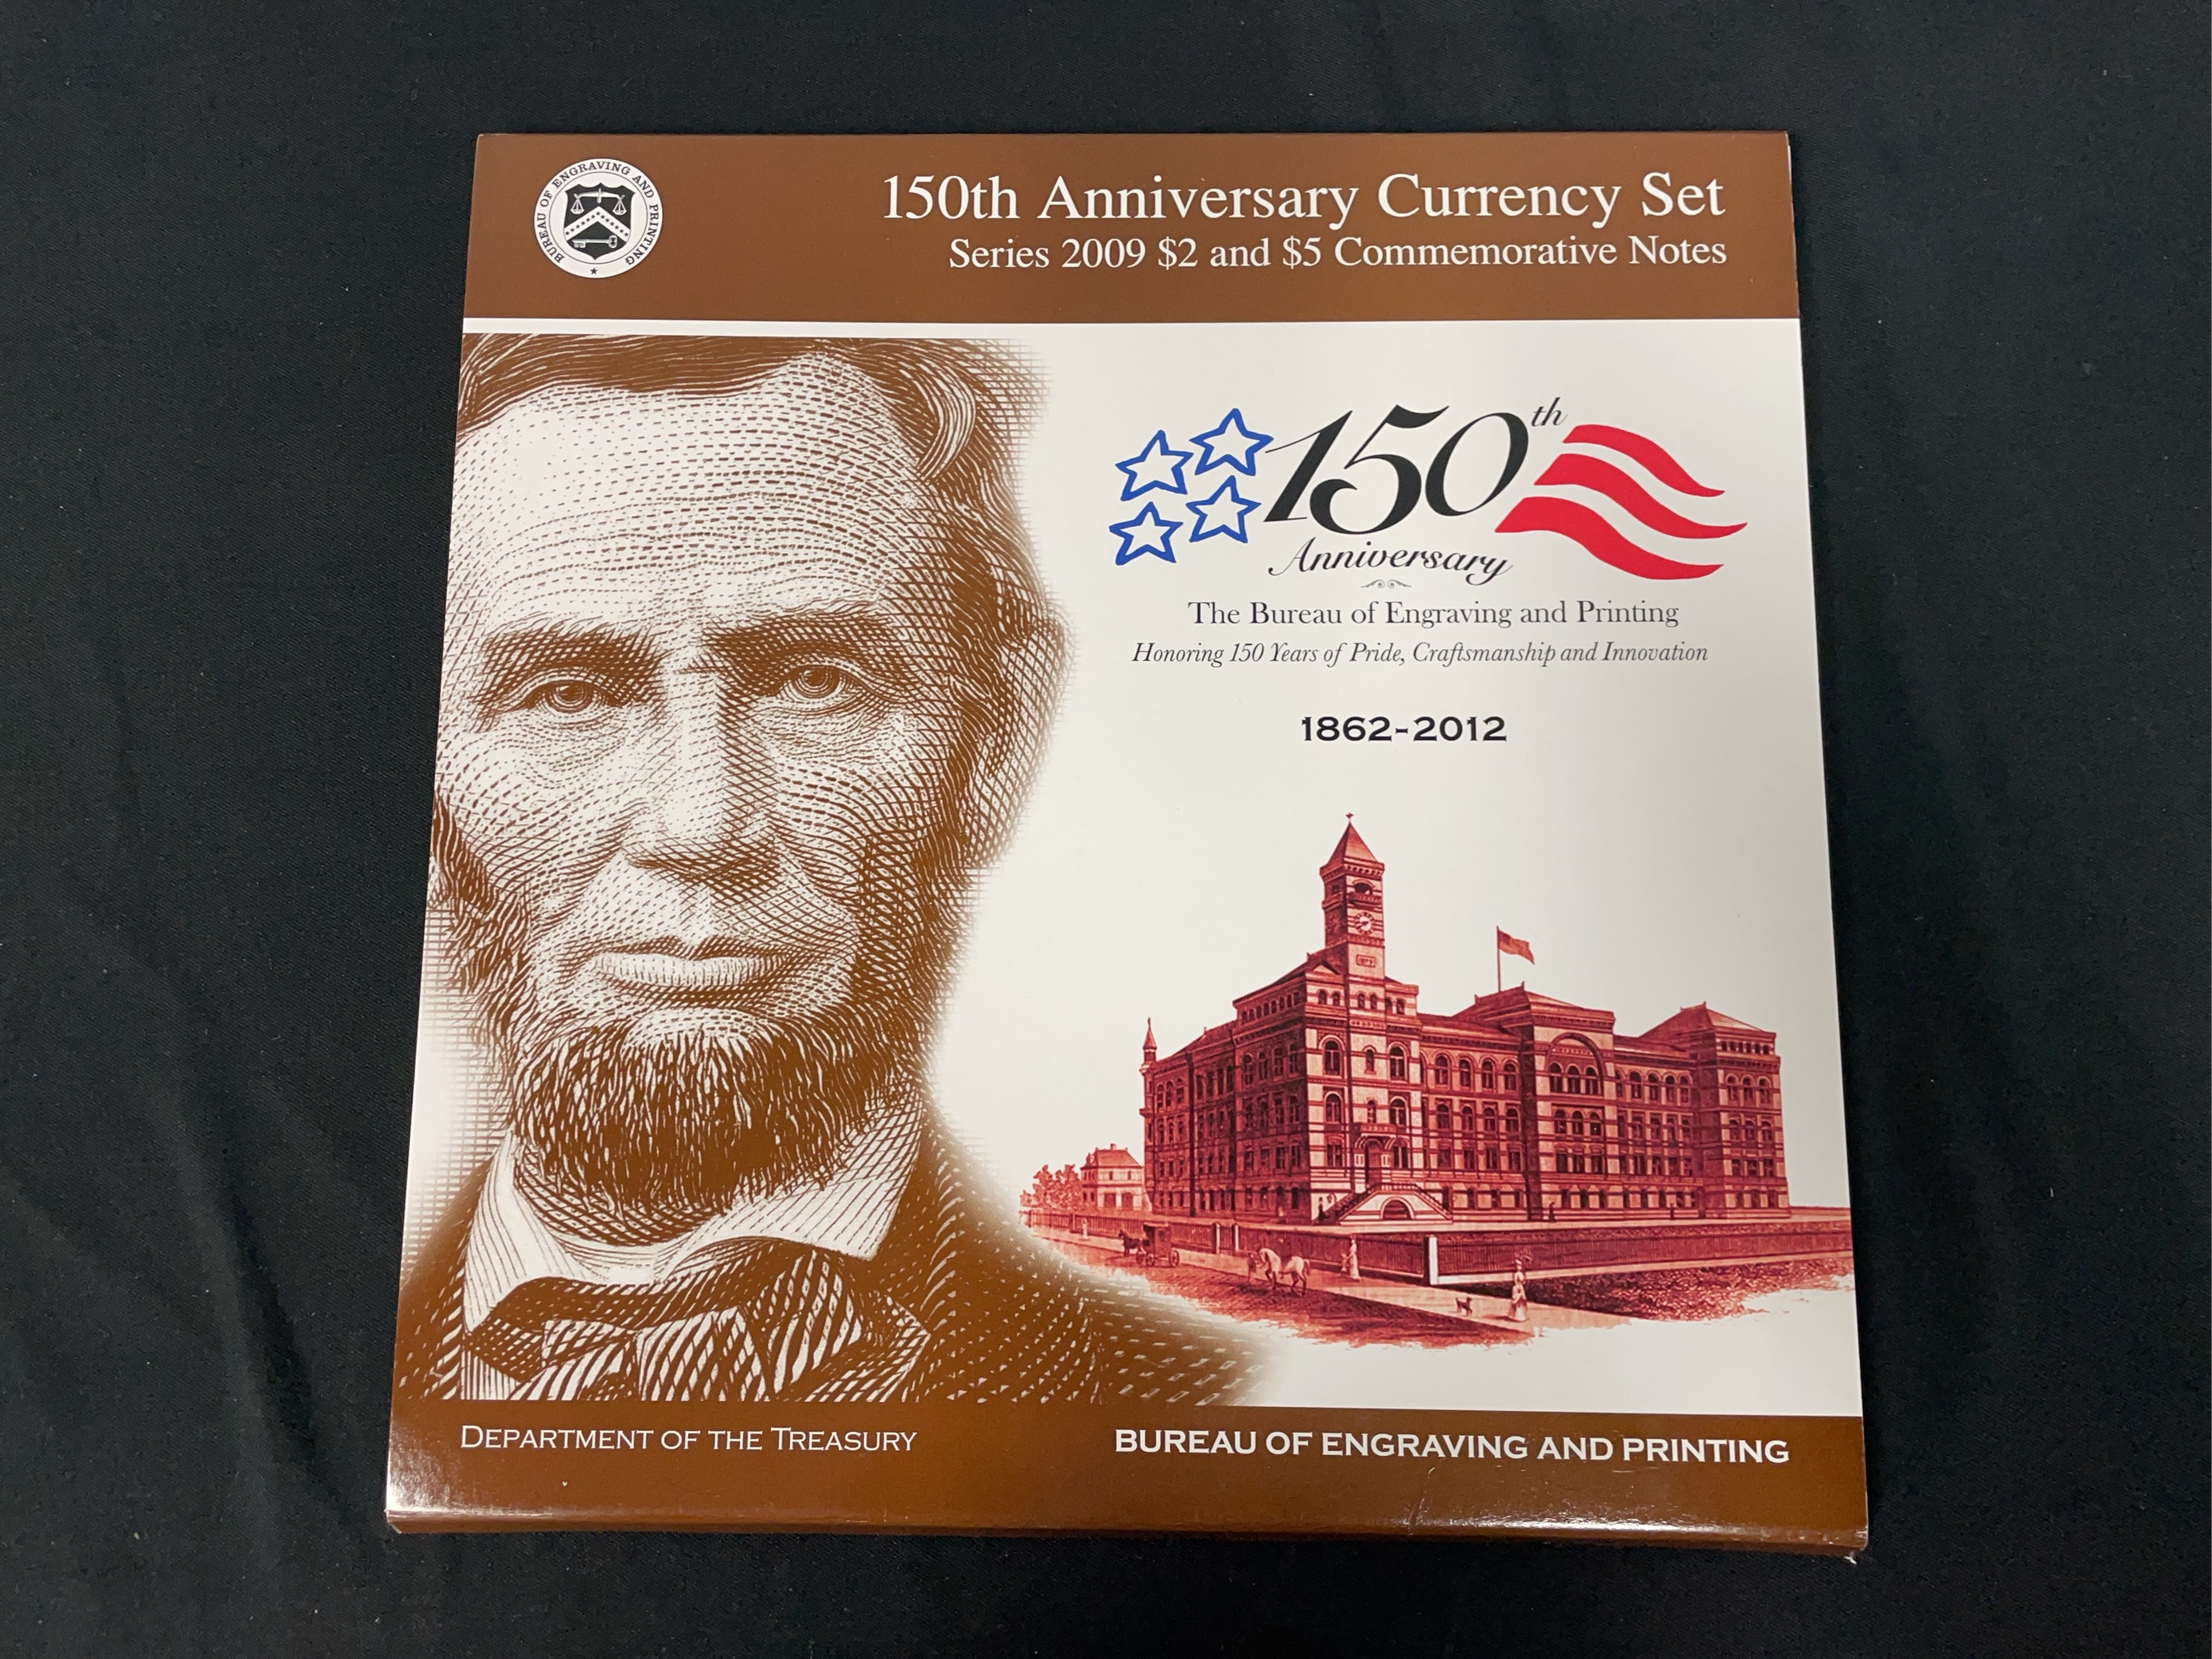 BUREAU OF ENGRAVING AND PRINTING
150th Anniversary Currency Set
Series 2009 $2 and $5 Commemorative Notes
150th
Anniversary
The Bureau of Engraving and Printing
Honoring 150 Years of Pride, Craftsmanship and Innovation
1862-2012
DEPARTMENT OF THE TREASURY
BUREAU OF ENGRAVING AND PRINTING